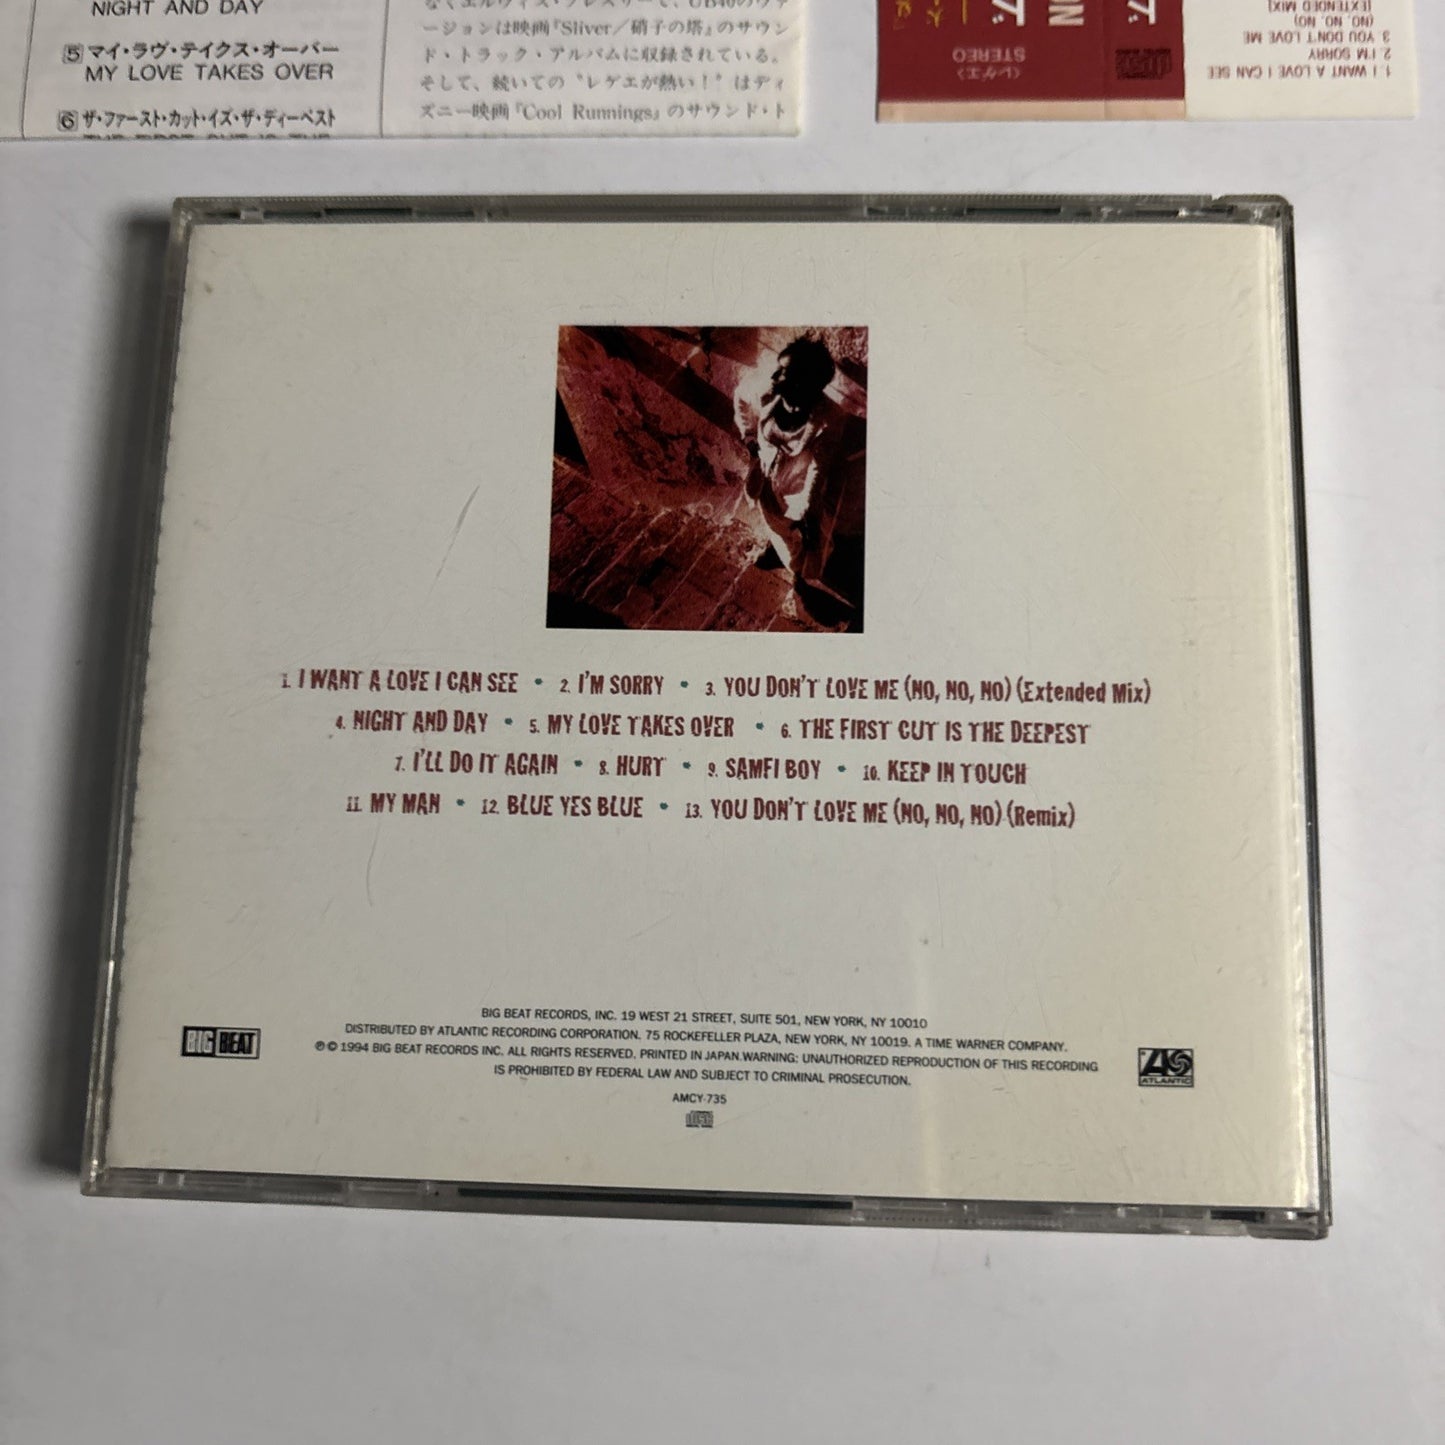 NIGHT AND DAY
5 マイ・ラヴ・テイクス・オーバー
MY LOVE TAKES OVER
6 ザ・ファースト・カット・イズ・ザ・ディーペスト
ージョンは映画『Sliver／硝子の塔』のサウン
ド・トラック・アルバムに収録されている。
そして、続いての〝レゲエが熱い！〟はディ
ズニー映画『Cool Runnings』のサウンド・ト
〈レゲエ〉
STEREO
ON
1. I WANT A LOVE I CAN SEE
2. I'M SORRY
3. YOU DON'T LOVE ME
(NO, NO, NO)
[EXTENDED MIX]
1. I WANT A LOVE I CAN SEE • 2. I'M SORRY • 3. YOU DON'T LOVE ME (NO, NO, NO) (Extended Mix)
4. NIGHT AND DAY • 5. MY LOVE TAKES OVER • 6. THE FIRST CUT IS THE DEEPEST
7. I'LL DO IT AGAIN • 8. HURT • 9. SAMFI BOY • 10. KEEP IN TOUCH
11. MY MAN • 12. BLUE YES BLUE • 13. YOU DON'T LOVE ME (NO, NO, NO) (Remix)
BIG BEAT
BIG BEAT RECORDS, INC. 19 WEST 21 STREET, SUITE 501, NEW YORK, NY 10010
DISTRIBUTED BY ATLANTIC RECORDING CORPORATION. 75 ROCKEFELLER PLAZA, NEW YORK, NY 10019. A TIME WARNER COMPANY.
℗ © 1994 BIG BEAT RECORDS INC. ALL RIGHTS RESERVED. PRINTED IN JAPAN.WARNING: UNAUTHORIZED REPRODUCTION OF THIS RECORDING
IS PROHIBITED BY FEDERAL LAW AND SUBJECT TO CRIMINAL PROSECUTION.
AMCY-735
ATLANTIC